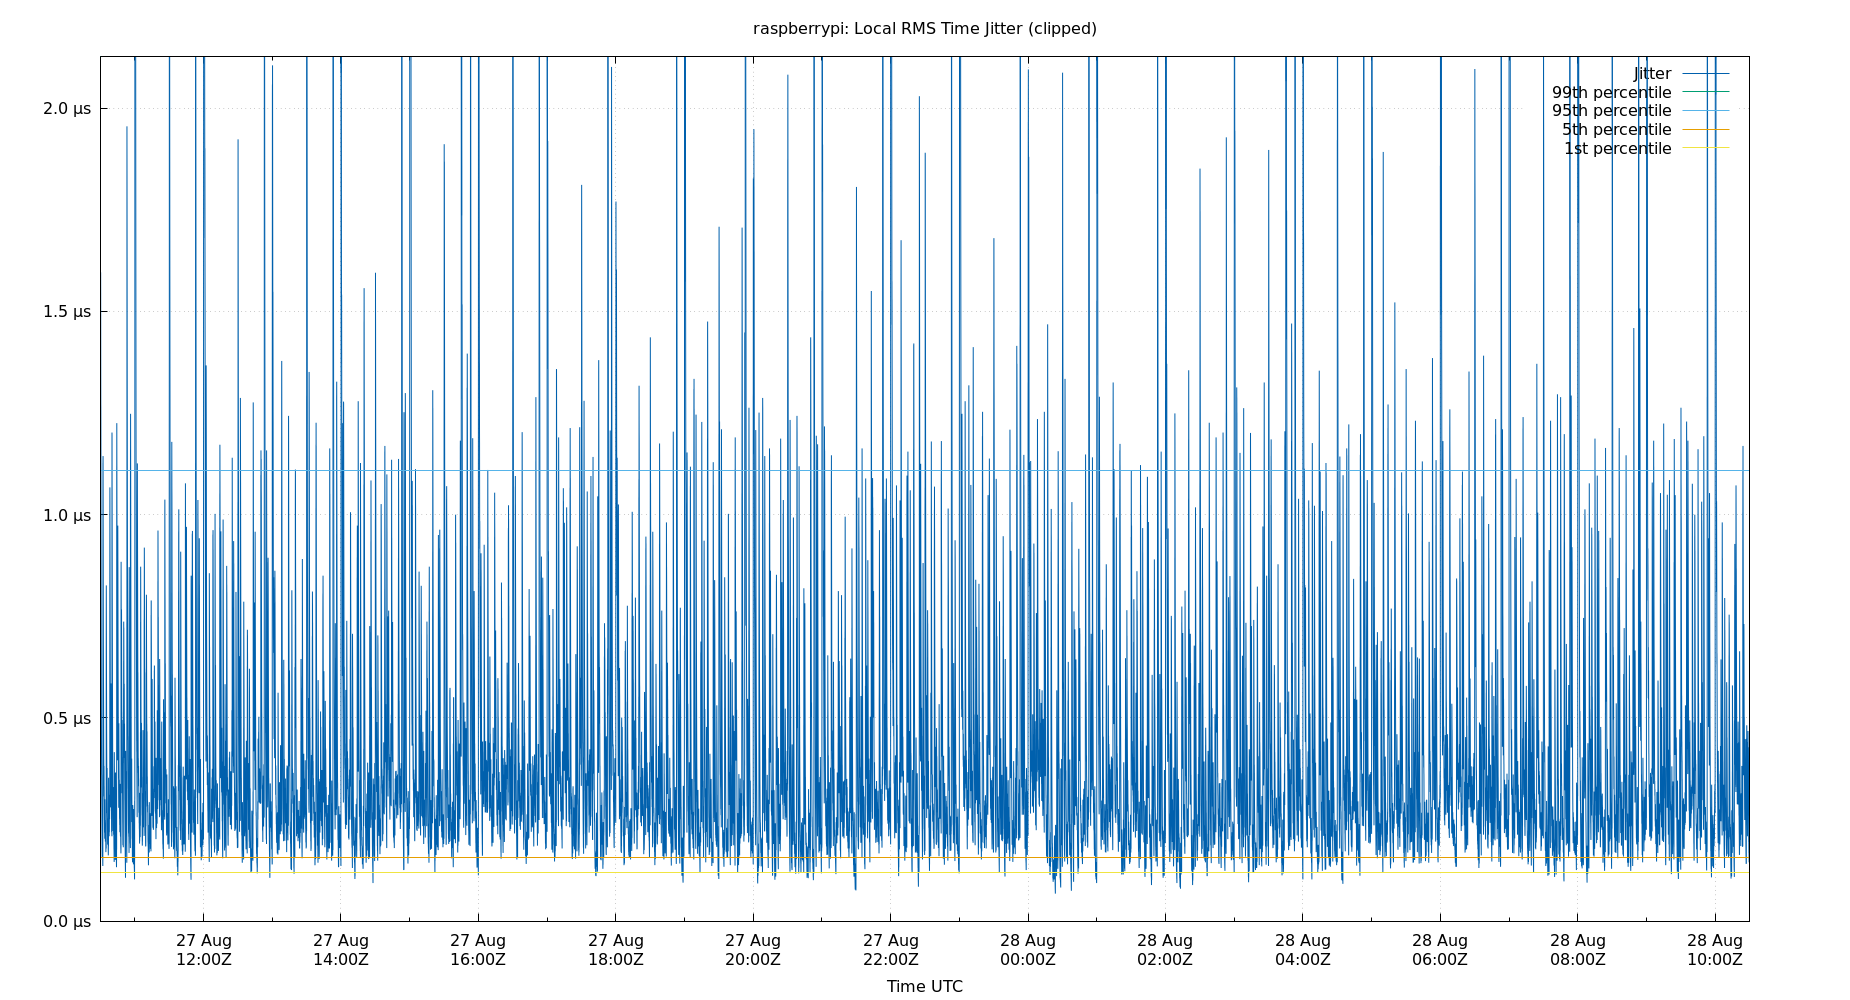 raspberrypi: Local RMS Time Jitter (clipped)
Jitter
99th percentile
95th percentile
5th percentile
1st percentile
2.0 µs
1.5 µs
1.0 µs
0.5 µs
0.0 µs
27 Aug 27 Aug 27 Aug 27 Aug 27 Aug 27 Aug 28 Aug 28 Aug 28 Aug 28 Aug 28 Aug 28 Aug
12:00Z 14:00Z 16:00Z 18:00Z 20:00Z 22:00Z 00:00Z 02:00Z 04:00Z 06:00Z 08:00Z 10:00Z
Time UTC